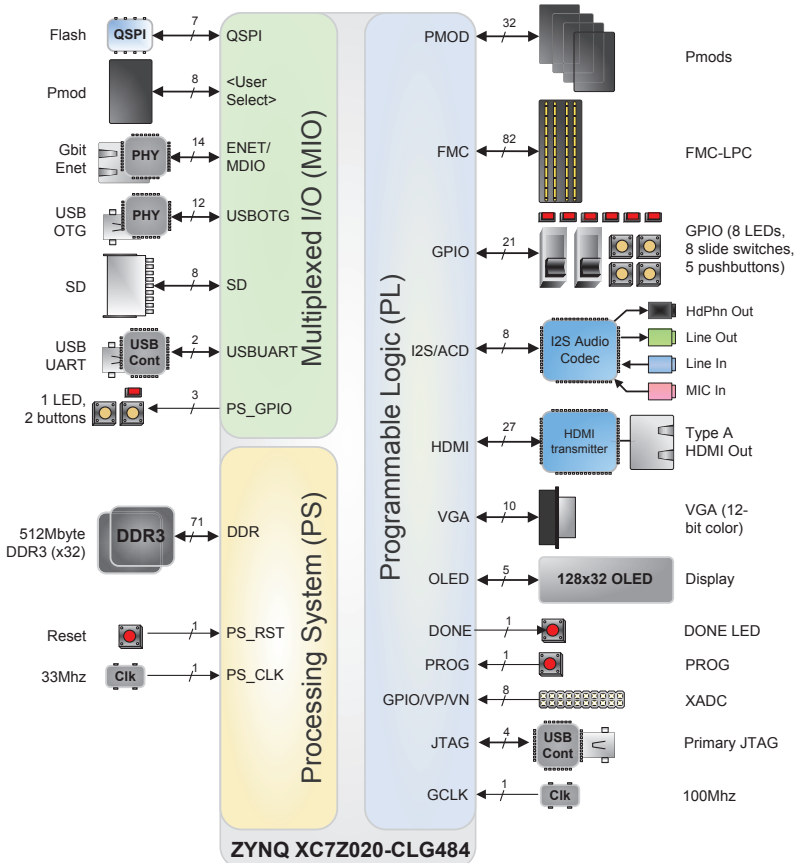 Flash
QSPI
7
QSPI
Pmod
8
<User
Select>
Gbit
Enet
PHY
14
ENET/
MDIO
USB
OTG
PHY
12
USBOTG
SD
8
SD
USB
UART
USB
Cont
2
USBUART
1 LED,
2 buttons
3
PS_GPIO
Multiplexed I/O (MIO)
512Mbyte
DDR3 (x32)
DDR3
71
DDR
Reset
1
PS_RST
33Mhz
Clk
1
PS_CLK
Processing System (PS)
Programmable Logic (PL)
PMOD
32
Pmods
FMC
82
FMC-LPC
GPIO
21
GPIO (8 LEDs,
8 slide switches,
5 pushbuttons)
I2S/ACD
8
I2S Audio
Codec
HdPhn Out
Line Out
Line In
MIC In
HDMI
27
HDMI
transmitter
Type A
HDMI Out
VGA
10
VGA (12-
bit color)
OLED
5
128x32 OLED
Display
DONE
1
DONE LED
PROG
1
PROG
GPIO/VP/VN
8
XADC
JTAG
4
USB
Cont
Primary JTAG
GCLK
1
Clk
100Mhz
ZYNQ XC7Z020-CLG484